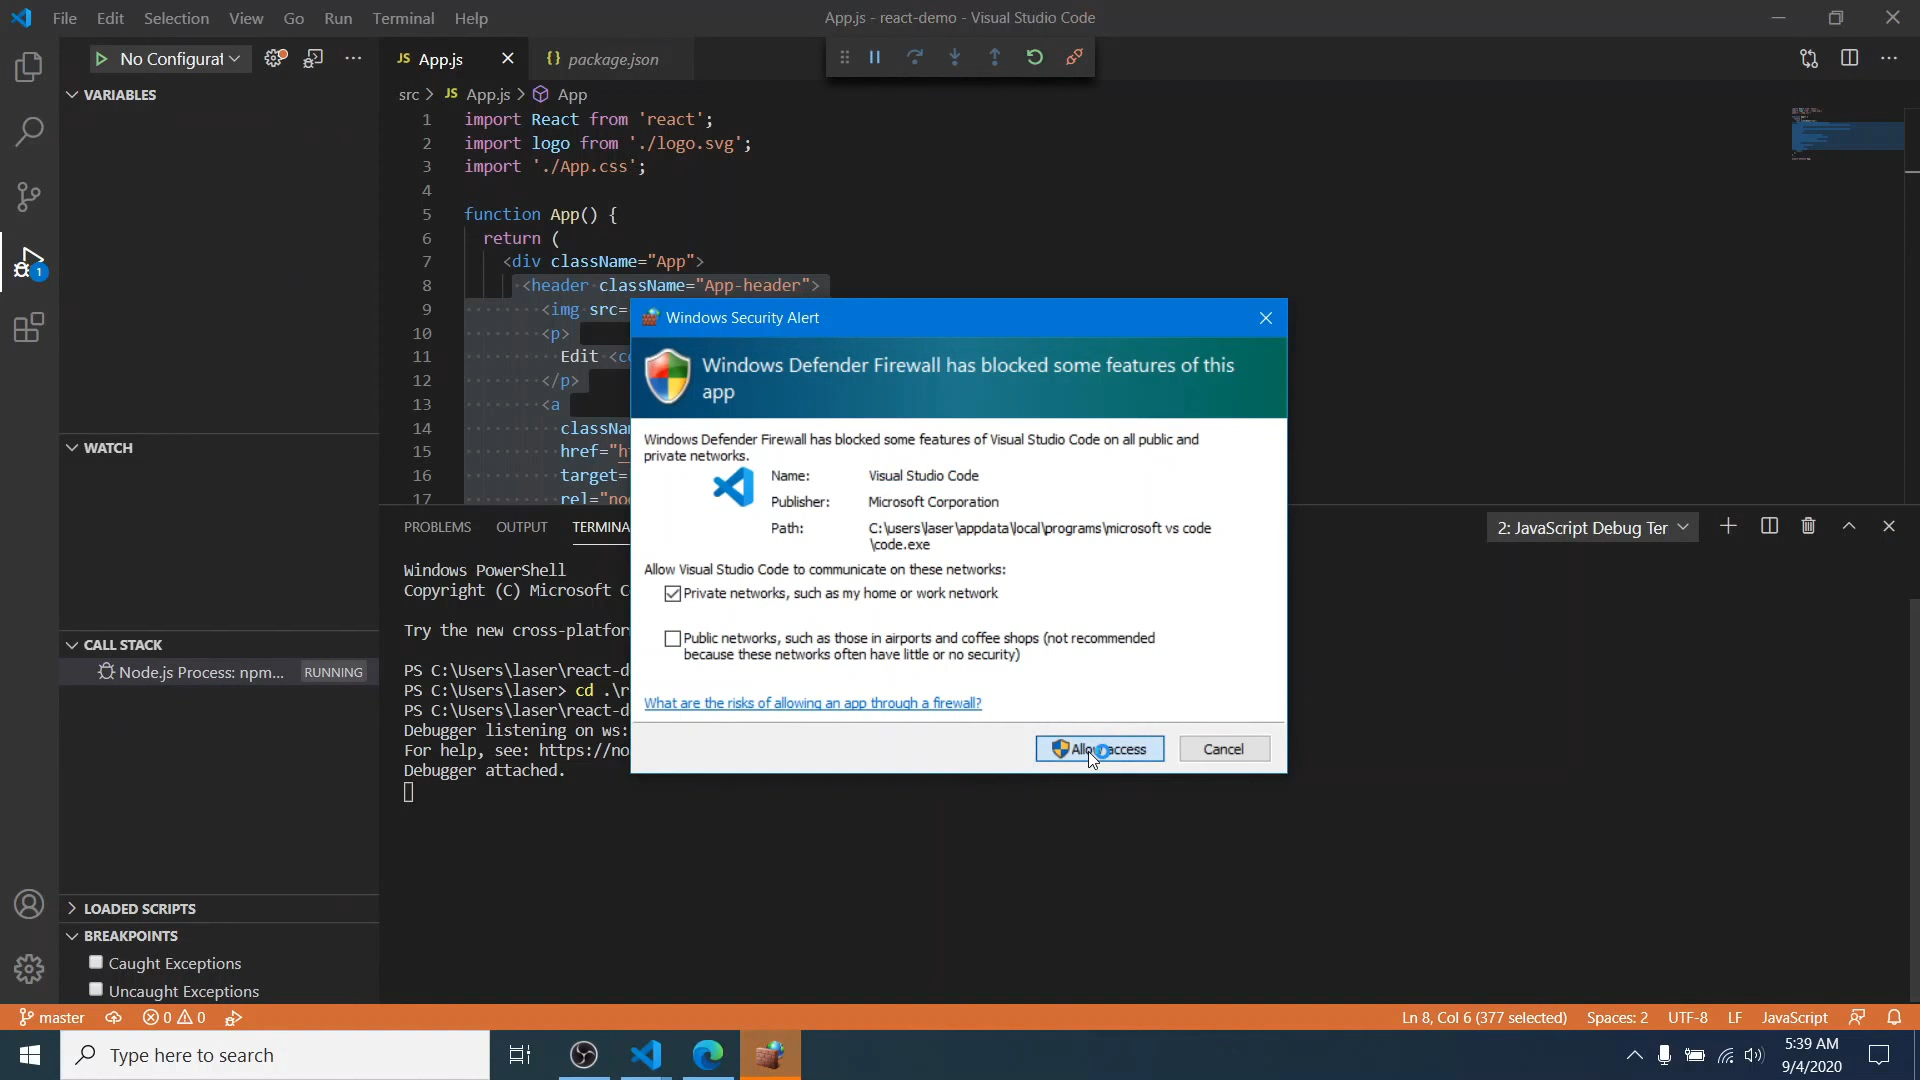 File Edit Selection View Go Run Terminal Help
App.js - react-demo - Visual Studio Code
No Configurat
JS App.js
{} package.json
VARIABLES
src > JS App.js > App
1 import React from 'react';
2 import logo from './logo.svg';
3 import './App.css';
4
5 function App() {
6 return (
7 <div className="App">
8 <header className="App-header">
9 <img src=
10 <p>
11 Edit <co
12 </p>
13 <a
14 classNam
15 href="h
16 target=
17 rel="noo
Windows Security Alert
Windows Defender Firewall has blocked some features of this
app
Windows Defender Firewall has blocked some features of Visual Studio Code on all public and
private networks.
Name: Visual Studio Code
Publisher: Microsoft Corporation
Path: C:\users\laser\appdata\local\programs\microsoft vs code
\code.exe
Allow Visual Studio Code to communicate on these networks:
Private networks, such as my home or work network
Public networks, such as those in airports and coffee shops (not recommended
because these networks often have little or no security)
What are the risks of allowing an app through a firewall?
Allow access
Cancel
WATCH
CALL STACK
Node.js Process: npm... RUNNING
LOADED SCRIPTS
BREAKPOINTS
Caught Exceptions
Uncaught Exceptions
PROBLEMS OUTPUT TERMINA
2: JavaScript Debug Ter
Windows PowerShell
Copyright (C) Microsoft C
Try the new cross-platfor
PS C:\Users\laser\react-d
PS C:\Users\laser> cd .\r
PS C:\Users\laser\react-d
Debugger listening on ws:
For help, see: https://no
Debugger attached.
1
master 0 0
Ln 8, Col 6 (377 selected) Spaces: 2 UTF-8 LF JavaScript
Type here to search
5:39 AM
9/4/2020